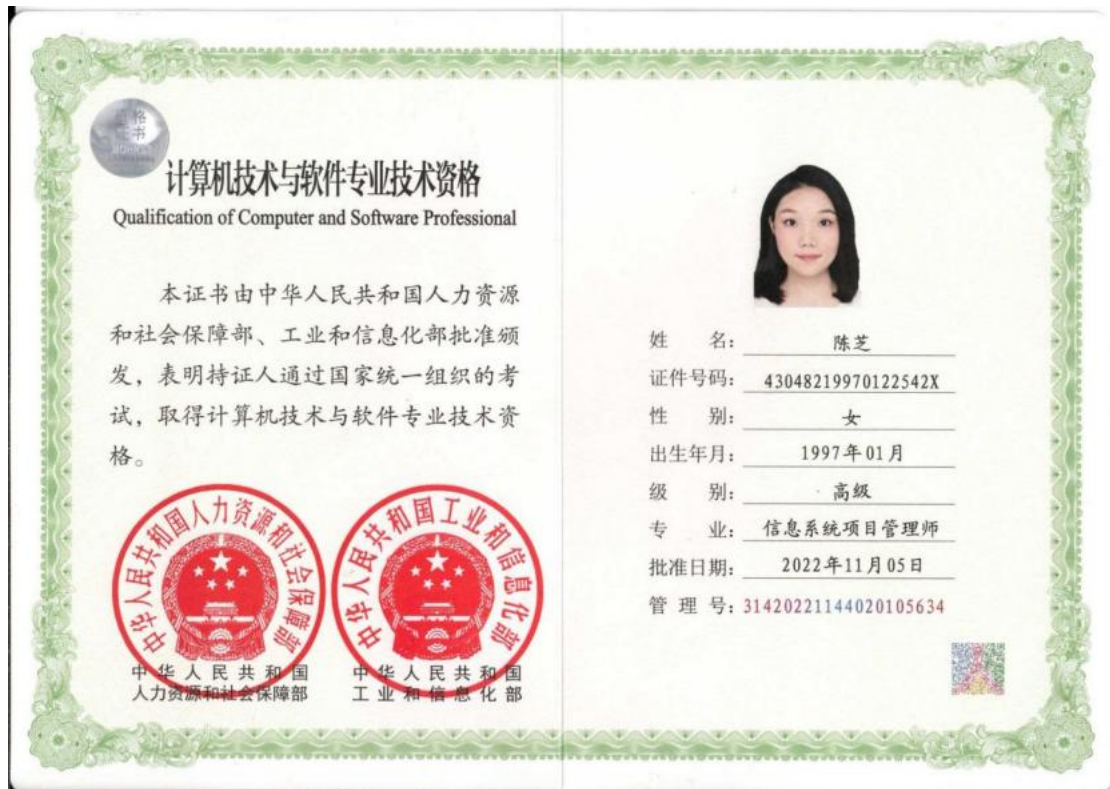 计算机技术与软件专业技术资格
Qualification of Computer and Software Professional
本证书由中华人民共和国人力资源
和社会保障部、工业和信息化部批准颁
发，表明持证人通过国家统一组织的考
试，取得计算机技术与软件专业技术资
格。
中华人民共和国人力资源和社会保障部
中华人民共和国工业和信息化部
中华人民共和国
人力资源和社会保障部
中华人民共和国
工业和信息化部
姓 名： 陈芝
证件号码： 43048219970122542X
性 别： 女
出生年月： 1997年01月
级 别： 高级
专 业： 信息系统项目管理师
批准日期： 2022年11月05日
管 理 号： 31420221144020105634